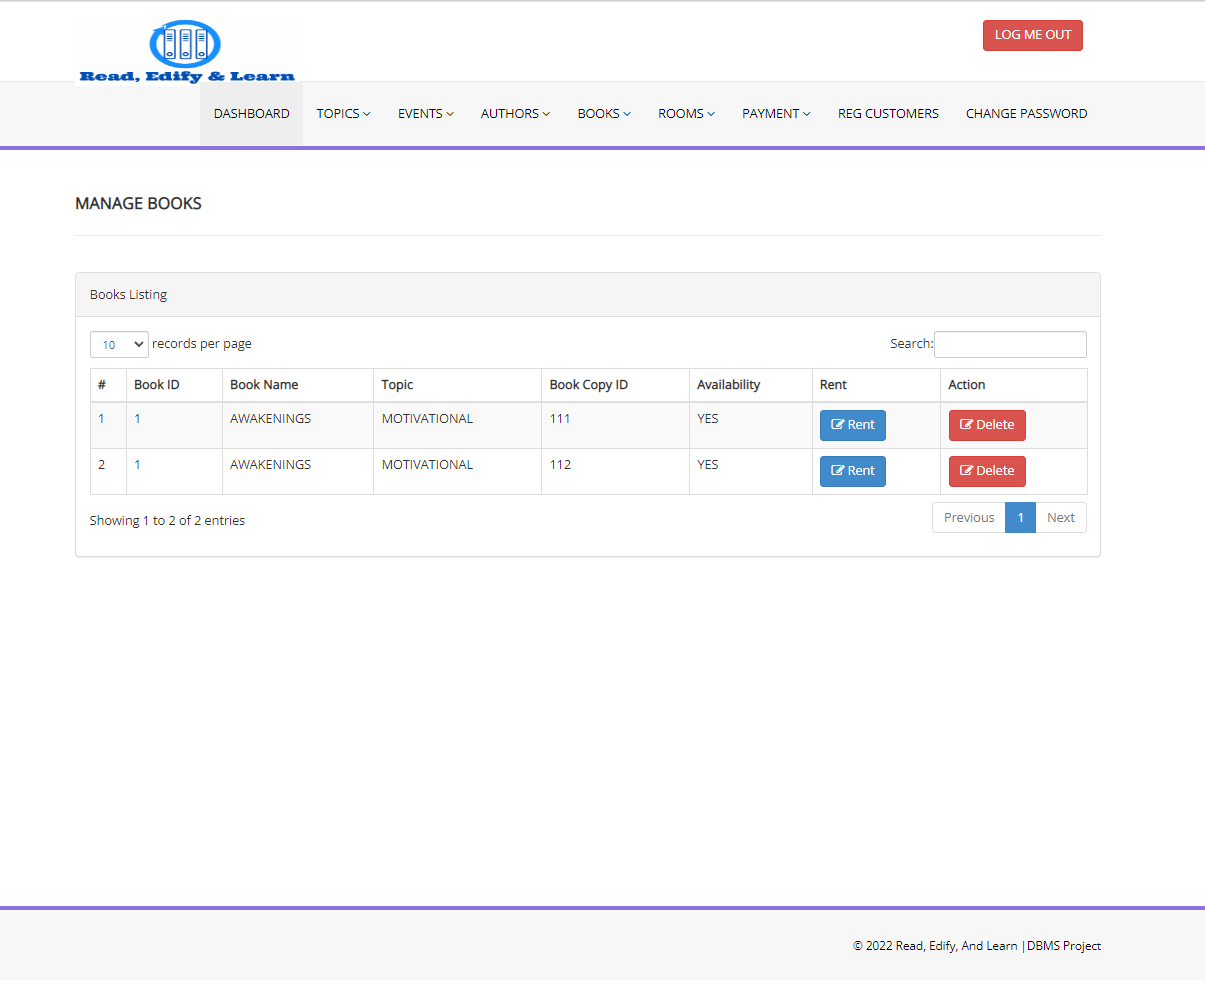 Read, Edify & Learn
LOG ME OUT
DASHBOARD TOPICS EVENTS AUTHORS BOOKS ROOMS PAYMENT REG CUSTOMERS CHANGE PASSWORD
MANAGE BOOKS
Books Listing
10 records per page Search:
# Book ID Book Name Topic Book Copy ID Availability Rent Action
1 1 AWAKENINGS MOTIVATIONAL 111 YES Rent Delete
2 1 AWAKENINGS MOTIVATIONAL 112 YES Rent Delete
Showing 1 to 2 of 2 entries Previous 1 Next
© 2022 Read, Edify, And Learn |DBMS Project